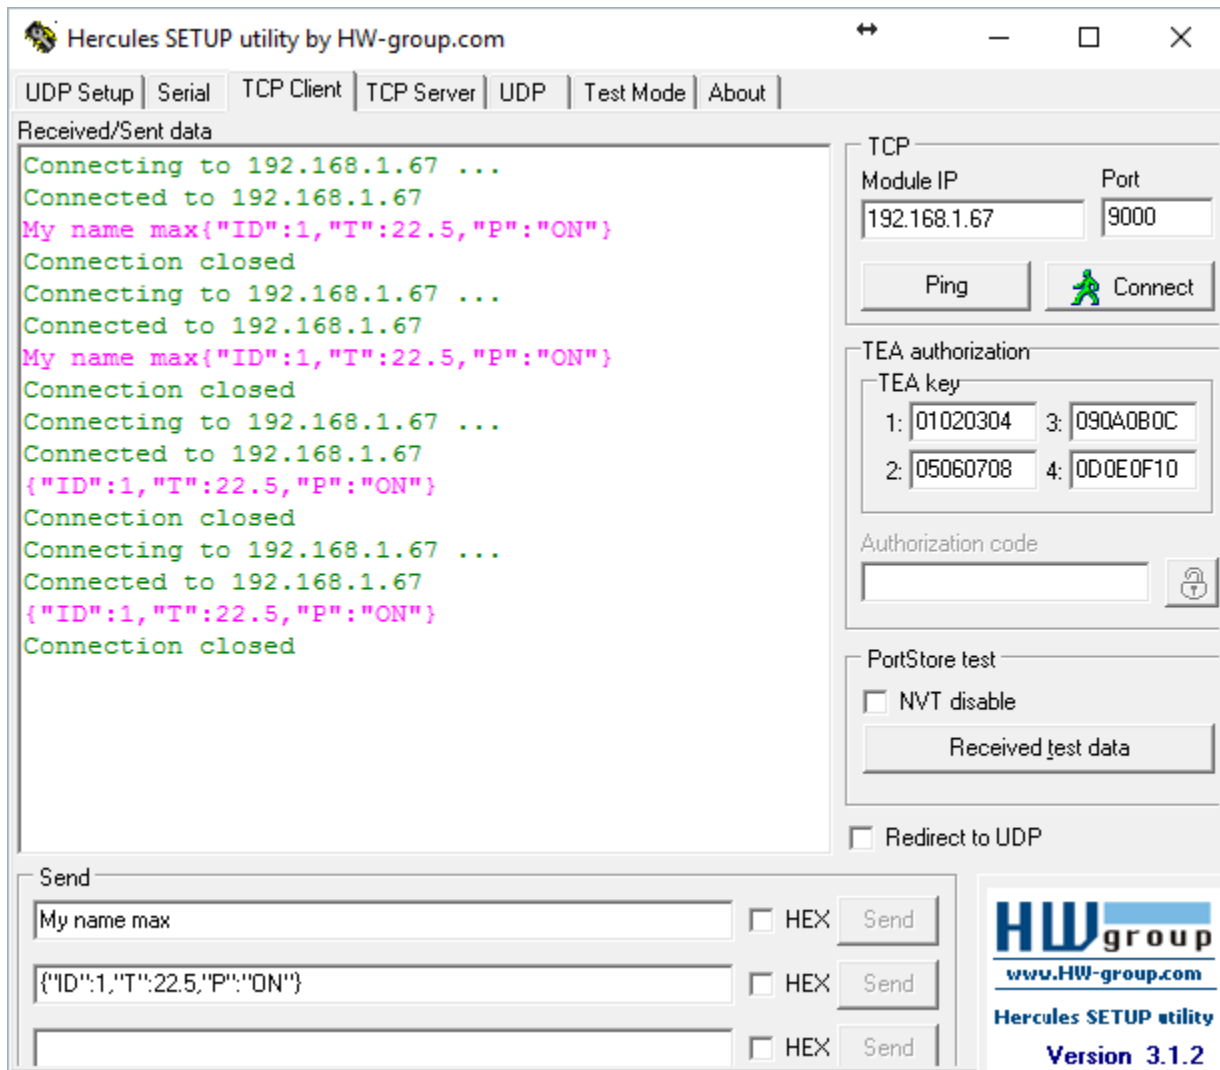 Hercules SETUP utility by HW-group.com
UDP Setup Serial TCP Client TCP Server UDP Test Mode About
Received/Sent data
Connecting to 192.168.1.67 ...
Connected to 192.168.1.67
My name max{"ID":1,"T":22.5,"P":"ON"}
Connection closed
Connecting to 192.168.1.67 ...
Connected to 192.168.1.67
My name max{"ID":1,"T":22.5,"P":"ON"}
Connection closed
Connecting to 192.168.1.67 ...
Connected to 192.168.1.67
{"ID":1,"T":22.5,"P":"ON"}
Connection closed
Connecting to 192.168.1.67 ...
Connected to 192.168.1.67
{"ID":1,"T":22.5,"P":"ON"}
Connection closed
TCP
Module IP Port
192.168.1.67 9000
Ping Connect
TEA authorization
TEA key
1: 01020304 3: 090A0B0C
2: 05060708 4: 0D0E0F10
Authorization code
PortStore test
NVT disable
Received test data
Redirect to UDP
Send
My name max HEX Send
{"ID":1,"T":22.5,"P":"ON"} HEX Send
HEX Send
HW group
www.HW-group.com
Hercules SETUP utility
Version 3.1.2